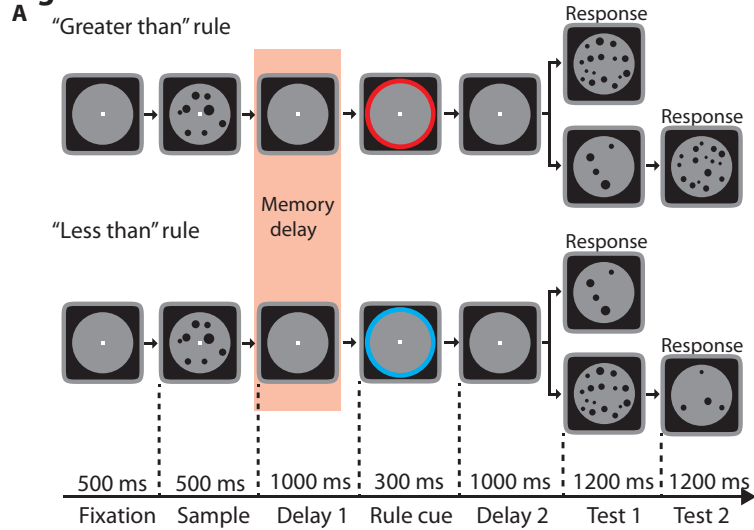 A
"Greater than" rule
Response
Response
Memory
delay
"Less than" rule
Response
Response
500 ms 500 ms 1000 ms 300 ms 1000 ms 1200 ms 1200 ms
Fixation Sample Delay 1 Rule cue Delay 2 Test 1 Test 2